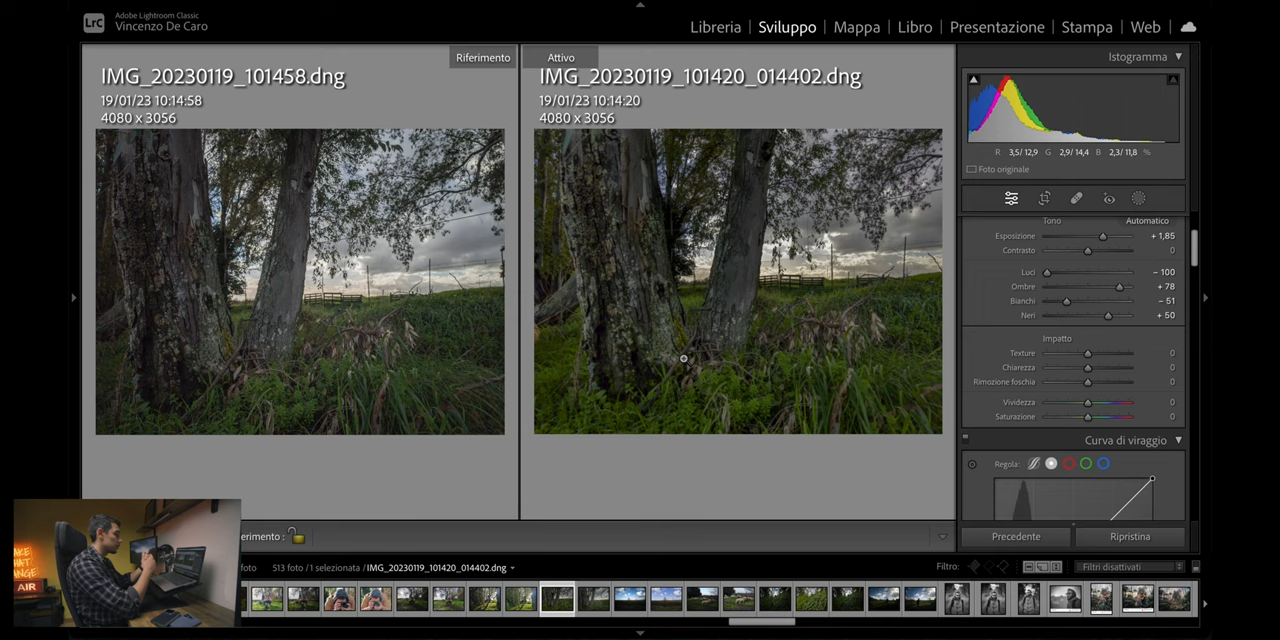 Adobe Lightroom Classic
LrC
Vincenzo De Caro
Libreria | Sviluppo | Mappa | Libro | Presentazione | Stampa | Web
Riferimento
Attivo
IMG_20230119_101458.dng
19/01/23 10:14:58
4080 x 3056
IMG_20230119_101420_014402.dng
19/01/23 10:14:20
4080 x 3056
Istogramma
R 3,5/12,9 G 2,9/14,4 B 2,3/11,8 %
Foto originale
Tono Automatico
Esposizione + 1,85
Contrasto 0
Luci − 100
Ombre + 78
Bianchi − 51
Neri + 50
Impatto
Texture 0
Chiarezza 0
Rimozione foschia 0
Vividezza 0
Saturazione 0
Curva di viraggio
Regola:
Precedente Ripristina
erimento :
foto 513 foto /1 selezionata /IMG_20230119_101420_014402.dng
Filtro: Filtri disattivati
AIR